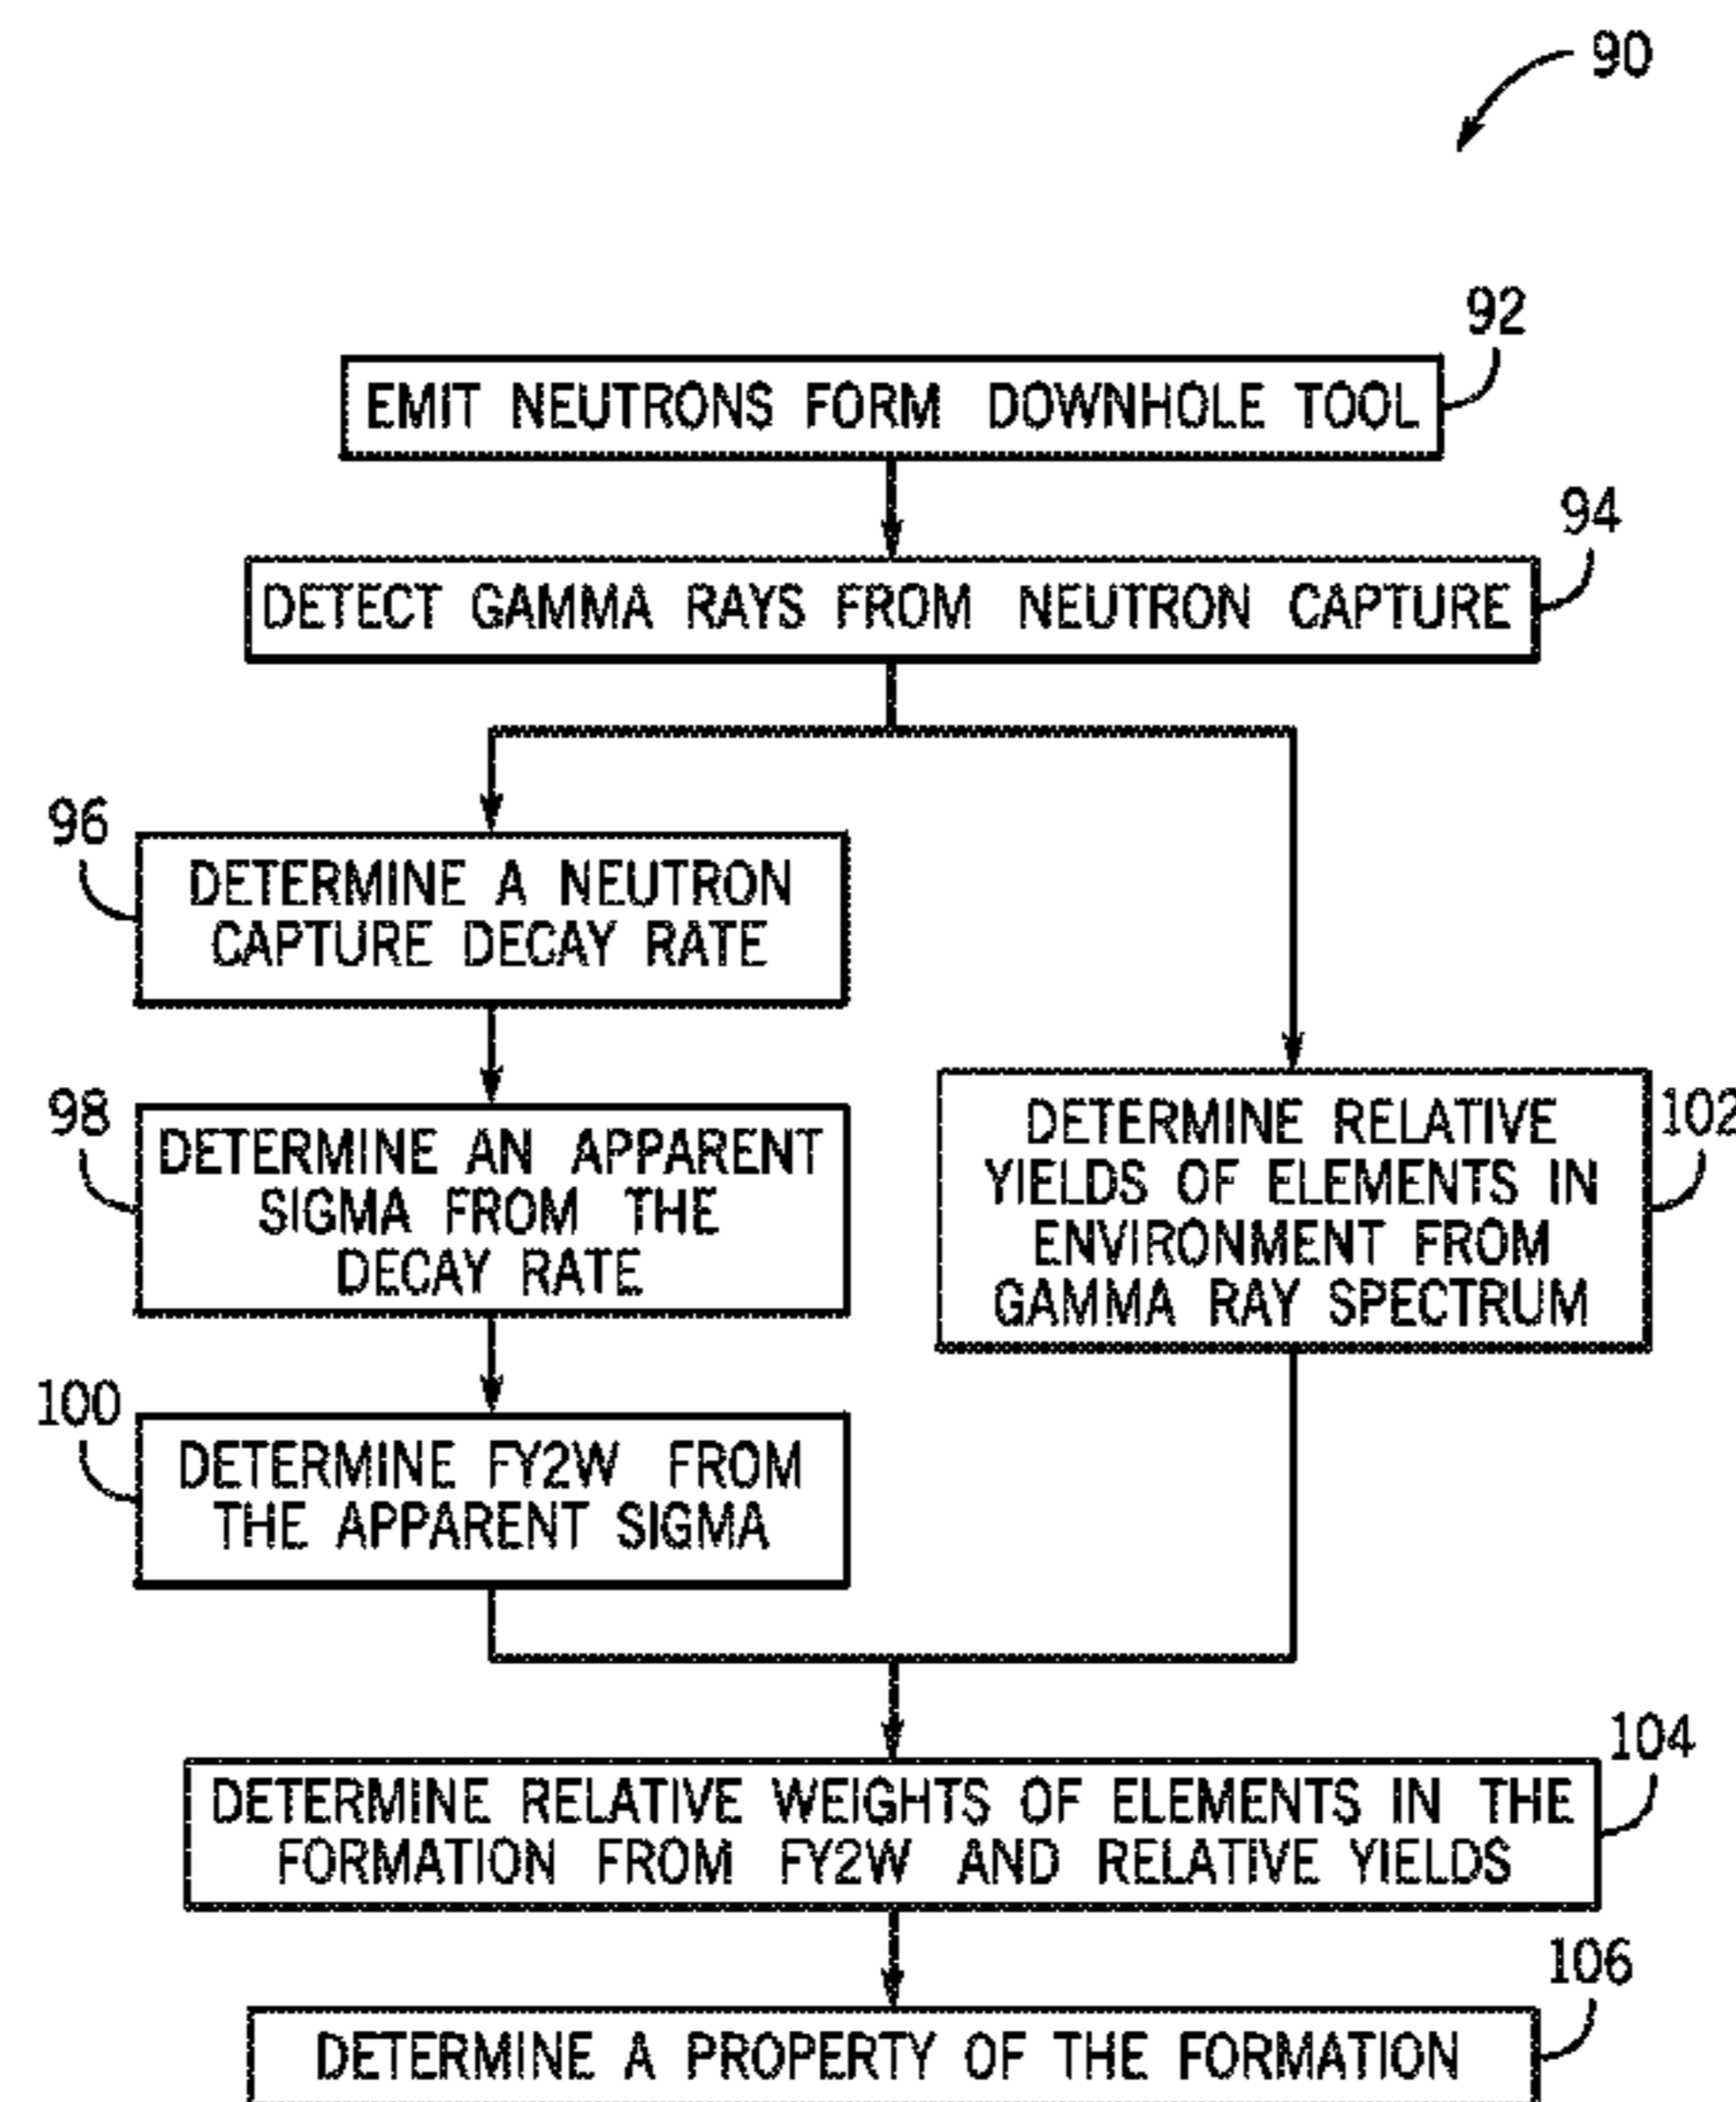 90
92
EMIT NEUTRONS FORM DOWNHOLE TOOL
94
DETECT GAMMA RAYS FROM NEUTRON CAPTURE
96
DETERMINE A NEUTRON
CAPTURE DECAY RATE
98
DETERMINE AN APPARENT
SIGMA FROM THE
DECAY RATE
102
DETERMINE RELATIVE
YIELDS OF ELEMENTS IN
ENVIRONMENT FROM
GAMMA RAY SPECTRUM
100
DETERMINE FY2W FROM
THE APPARENT SIGMA
104
DETERMINE RELATIVE WEIGHTS OF ELEMENTS IN THE
FORMATION FROM FY2W AND RELATIVE YIELDS
106
DETERMINE A PROPERTY OF THE FORMATION